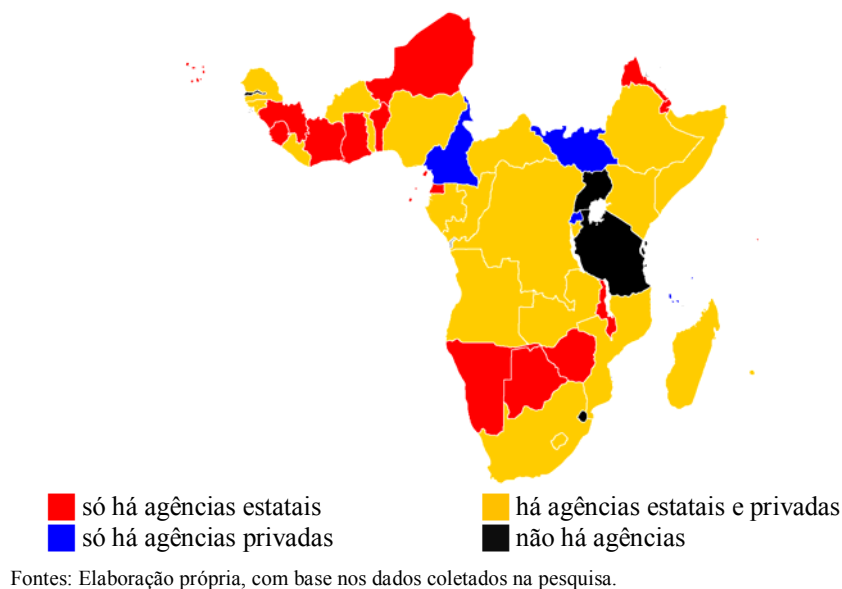 só há agências estatais
há agências estatais e privadas
só há agências privadas
não há agências
Fontes: Elaboração própria, com base nos dados coletados na pesquisa.